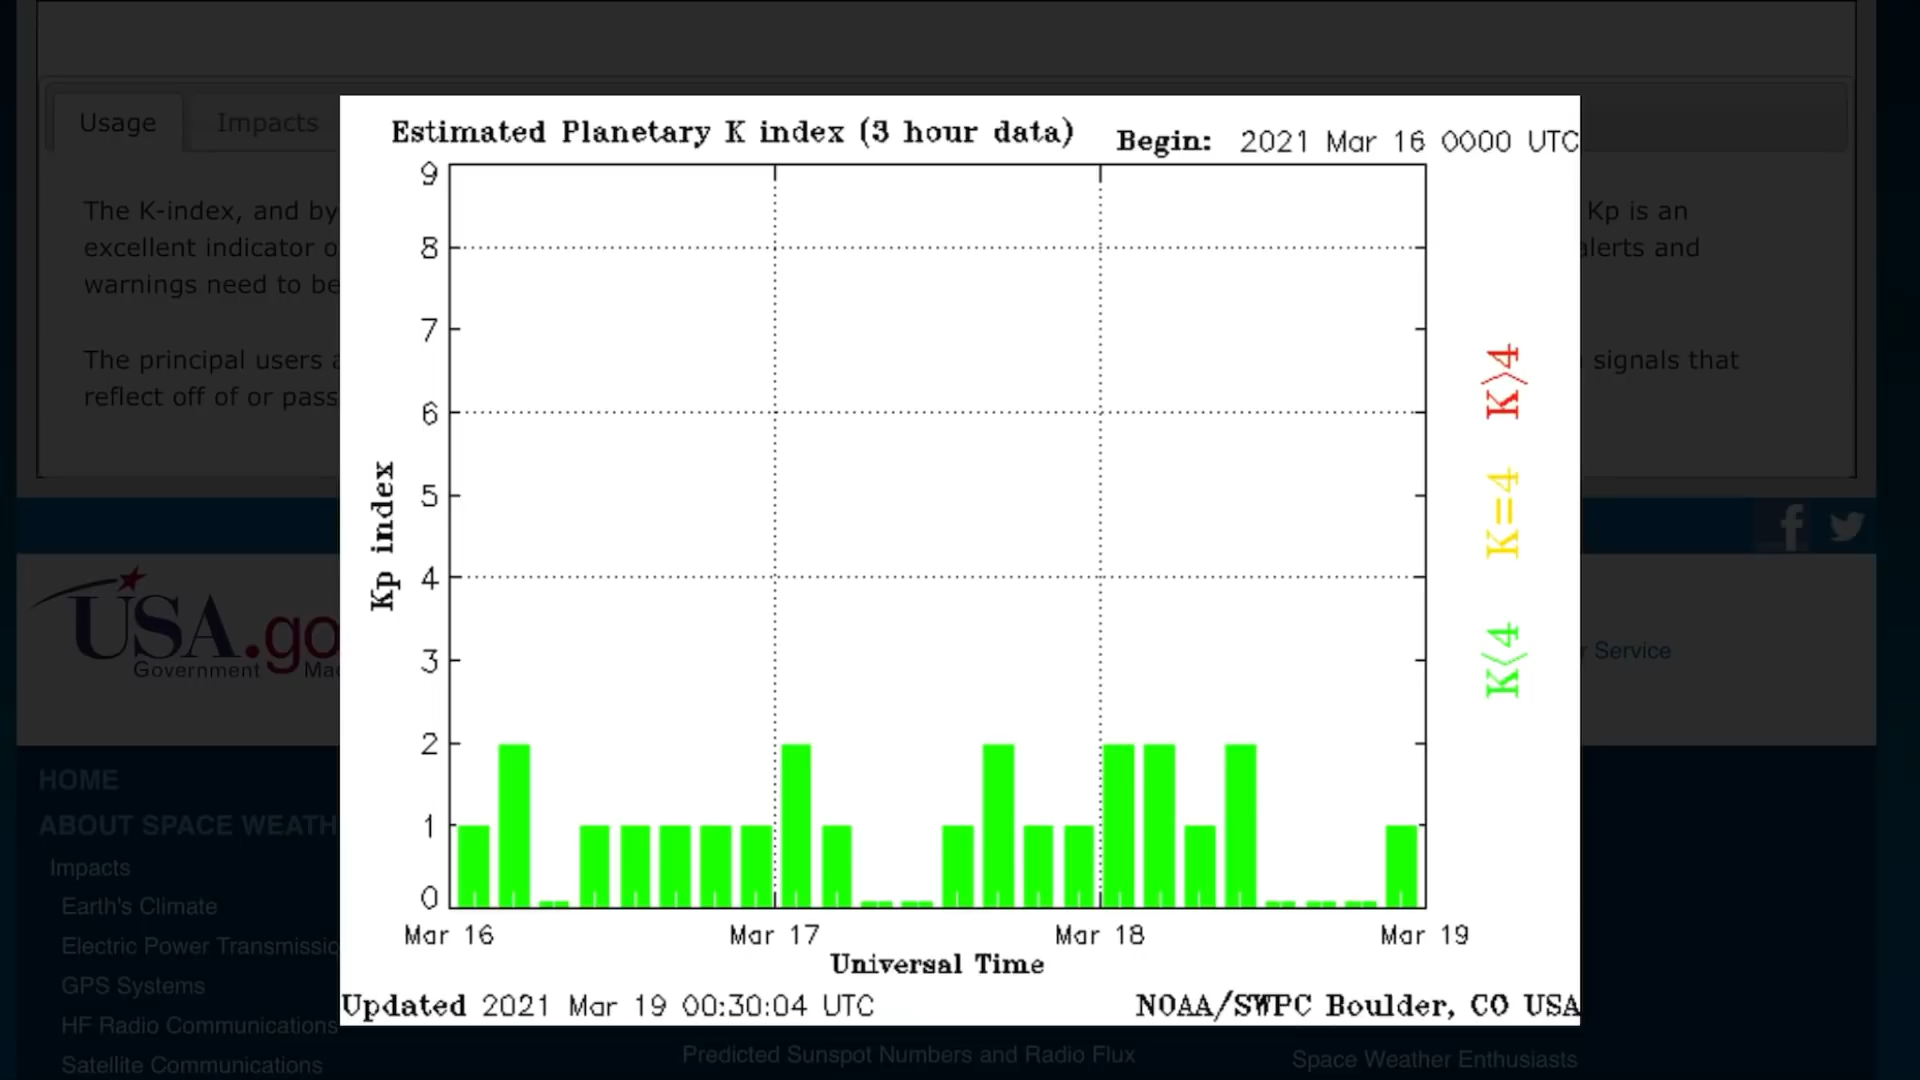 Usage
Impacts
Estimated Planetary K index (3 hour data)
Begin: 2021 Mar 16 0000 UTC
9
8
7
6
5
4
3
2
1
0
Kp index
K>4
K=4
K<4
Mar 16
Mar 17
Mar 18
Mar 19
Universal Time
Updated 2021 Mar 19 00:30:04 UTC
NOAA/SWPC Boulder, CO USA
The K-index, and by
Kp is an
excellent indicator o
alerts and
warnings need to be
The principal users a
signals that
reflect off of or pass
USA.go
Government Ma
r Service
HOME
ABOUT SPACE WEATH
Impacts
Earth's Climate
Electric Power Transmissio
GPS Systems
HF Radio Communications
Satellite Communications
Predicted Sunspot Numbers and Radio Flux
Space Weather Enthusiasts